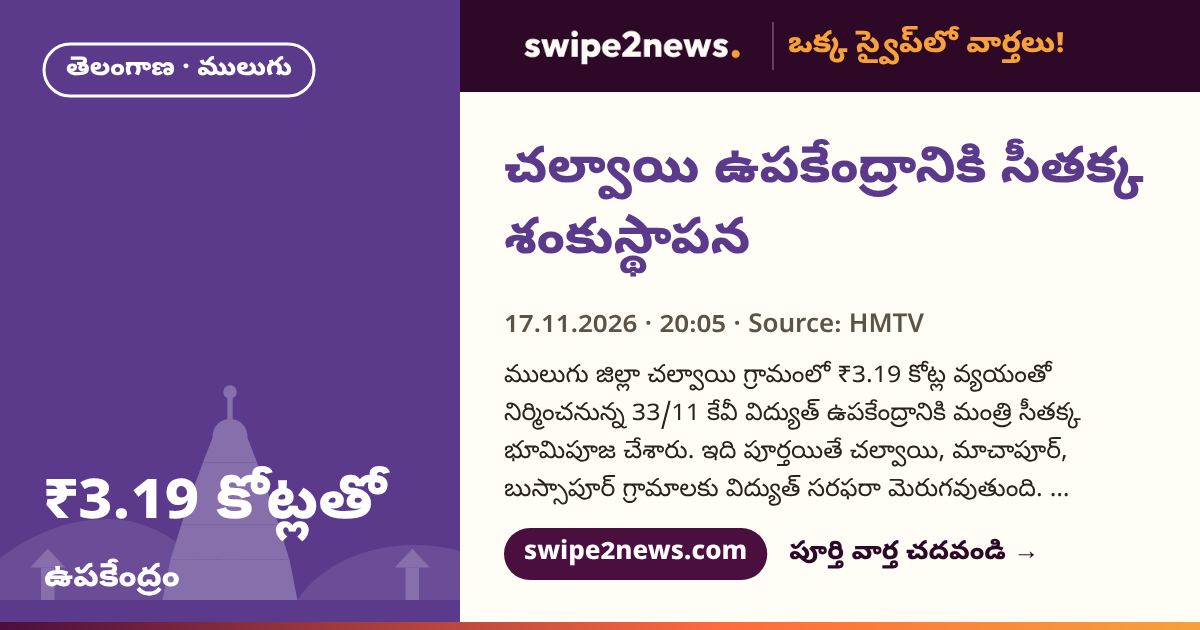 తెలంగాణ · ములుగు
₹3.19 కోట్లతో
ఉపకేంద్రం
swipe2news.
ఒక్క స్వైప్‌లో వార్తలు!
చల్వాయి ఉపకేంద్రానికి సీతక్క
శంకుస్థాపన
17.11.2026 · 20:05 · Source: HMTV
ములుగు జిల్లా చల్వాయి గ్రామంలో ₹3.19 కోట్ల వ్యయంతో
నిర్మించనున్న 33/11 కేవీ విద్యుత్ ఉపకేంద్రానికి మంత్రి సీతక్క
భూమిపూజ చేశారు. ఇది పూర్తయితే చల్వాయి, మాచాపూర్,
బుస్సాపూర్ గ్రామాలకు విద్యుత్ సరఫరా మెరుగవుతుంది. ...
swipe2news.com
పూర్తి వార్త చదవండి →